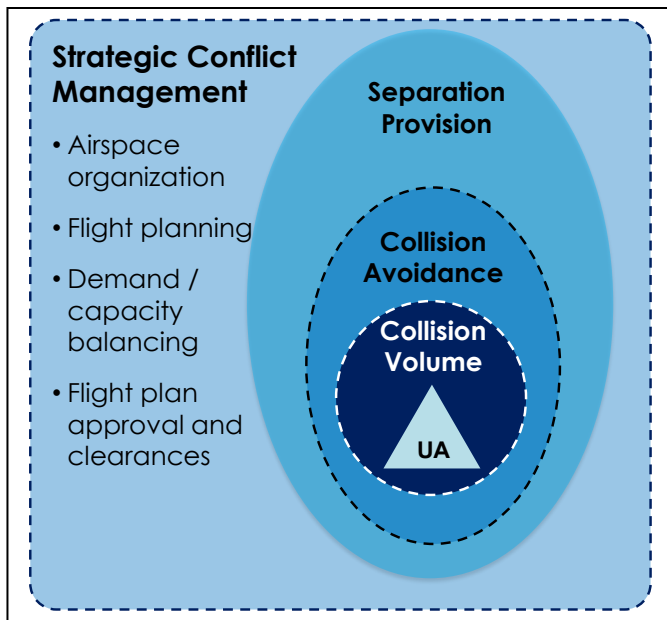 Strategic Conflict
Management
• Airspace
organization
• Flight planning
• Demand /
capacity
balancing
• Flight plan
approval and
clearances
Separation
Provision
Collision
Avoidance
Collision
Volume
UA